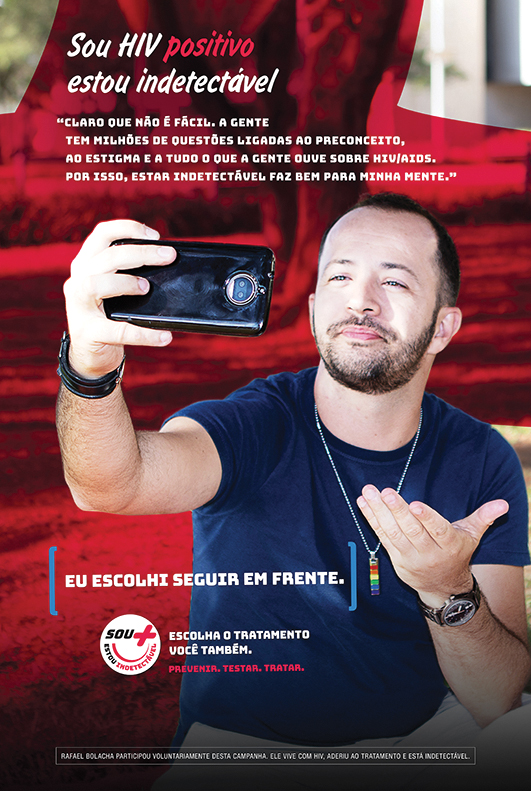 Sou HIV positivo
estou indetectável
“CLARO QUE NÃO É FÁCIL. A GENTE
TEM MILHÕES DE QUESTÕES LIGADAS AO PRECONCEITO,
AO ESTIGMA E A TUDO O QUE A GENTE OUVE SOBRE HIV/AIDS.
POR ISSO, ESTAR INDETECTÁVEL FAZ BEM PARA MINHA MENTE.”
EU ESCOLHI SEGUIR EM FRENTE.
SOU+
ESTOU INDETECTÁVEL
ESCOLHA O TRATAMENTO
VOCÊ TAMBÉM.
PREVENIR. TESTAR. TRATAR.
RAFAEL BOLACHA PARTICIPOU VOLUNTARIAMENTE DESTA CAMPANHA. ELE VIVE COM HIV, ADERIU AO TRATAMENTO E ESTÁ INDETECTÁVEL.